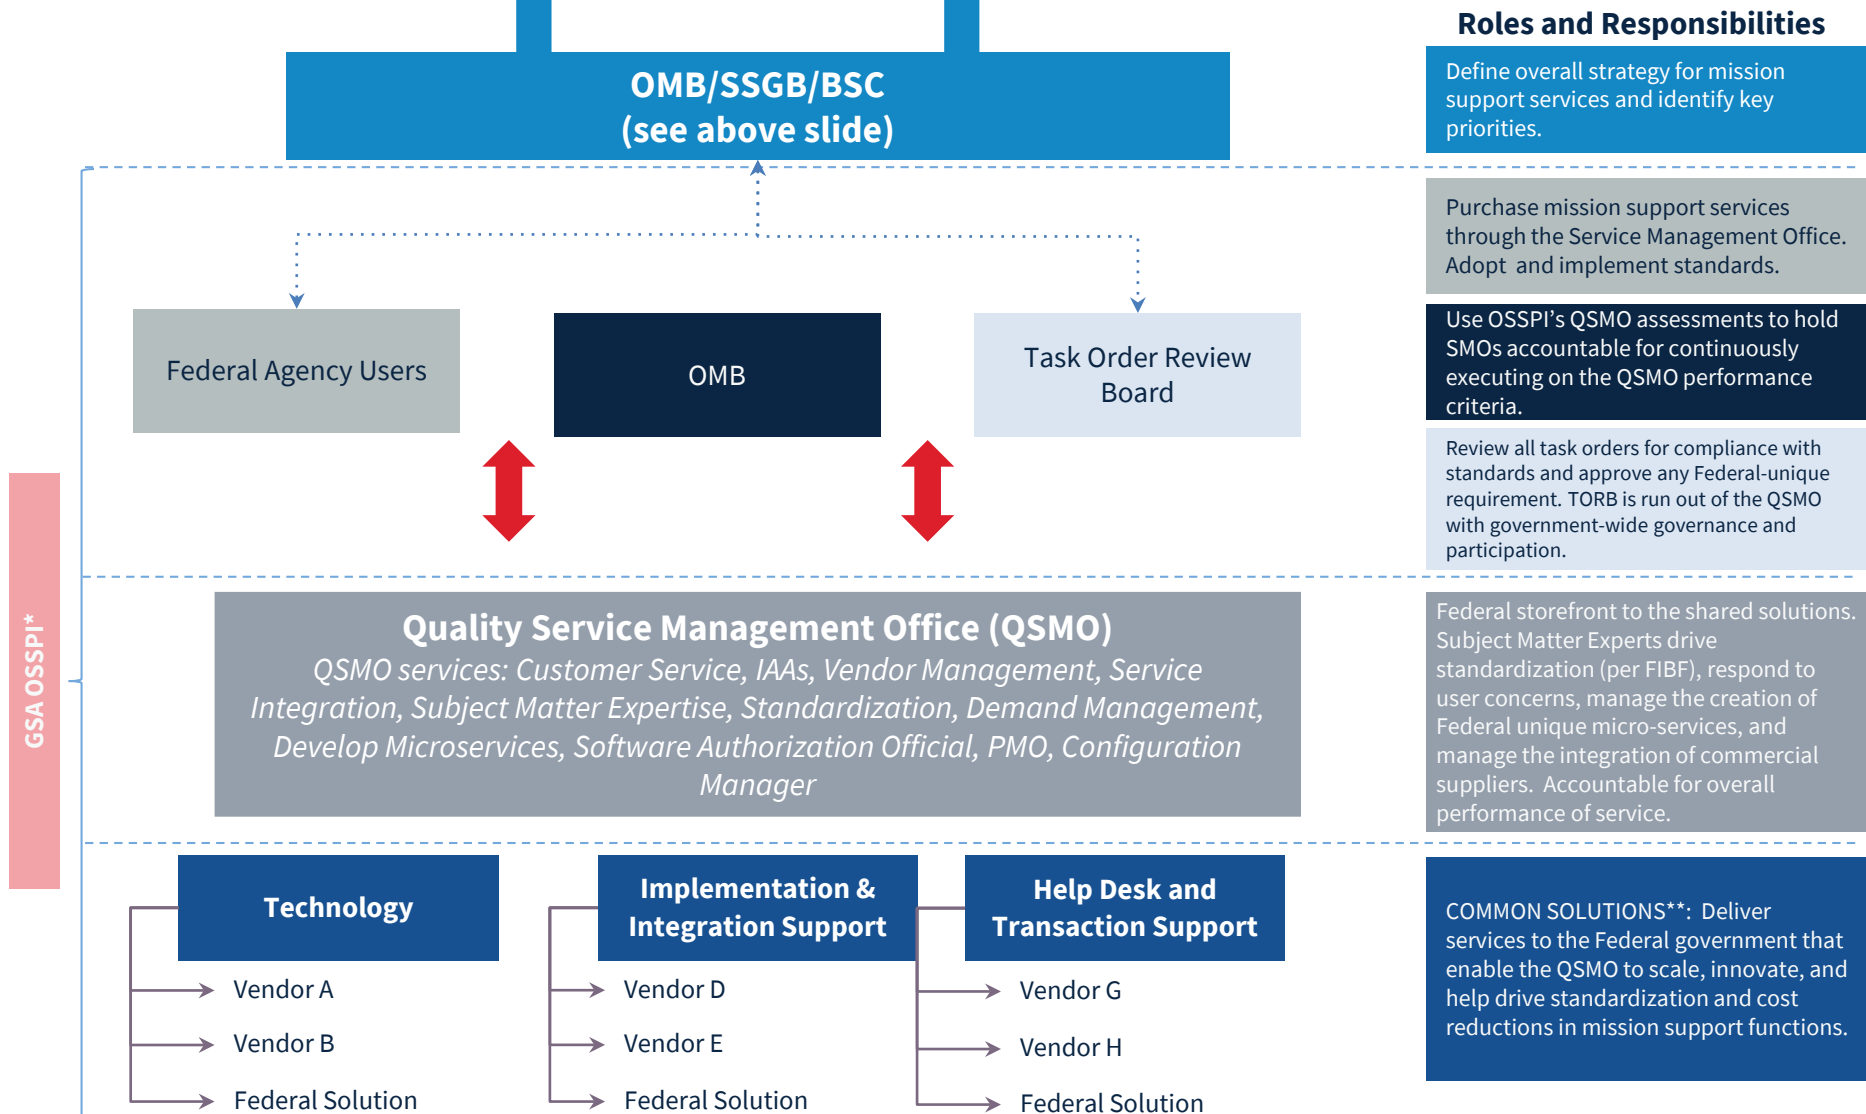 Roles and Responsibilities
OMB/SSGB/BSC
(see above slide)
Define overall strategy for mission
support services and identify key
priorities.
Purchase mission support services
through the Service Management Office.
Adopt  and implement standards.
Federal Agency Users
OMB
Task Order Review
Board
Use OSSPI’s QSMO assessments to hold
SMOs accountable for continuously
executing on the QSMO performance
criteria.
Review all task orders for compliance with
standards and approve any Federal-unique
requirement. TORB is run out of the QSMO
with government-wide governance and
participation.
GSA OSSPI*
Quality Service Management Office (QSMO)
QSMO services: Customer Service, IAAs, Vendor Management, Service
Integration, Subject Matter Expertise, Standardization, Demand Management,
Develop Microservices, Software Authorization Official, PMO, Configuration
Manager
Federal storefront to the shared solutions.
Subject Matter Experts drive
standardization (per FIBF), respond to
user concerns, manage the creation of
Federal unique micro-services, and
manage the integration of commercial
suppliers.  Accountable for overall
performance of service.
Technology
Vendor A
Vendor B
Federal Solution
Implementation &
Integration Support
Vendor D
Vendor E
Federal Solution
Help Desk and
Transaction Support
Vendor G
Vendor H
Federal Solution
COMMON SOLUTIONS**:  Deliver
services to the Federal government that
enable the QSMO to scale, innovate, and
help drive standardization and cost
reductions in mission support functions.